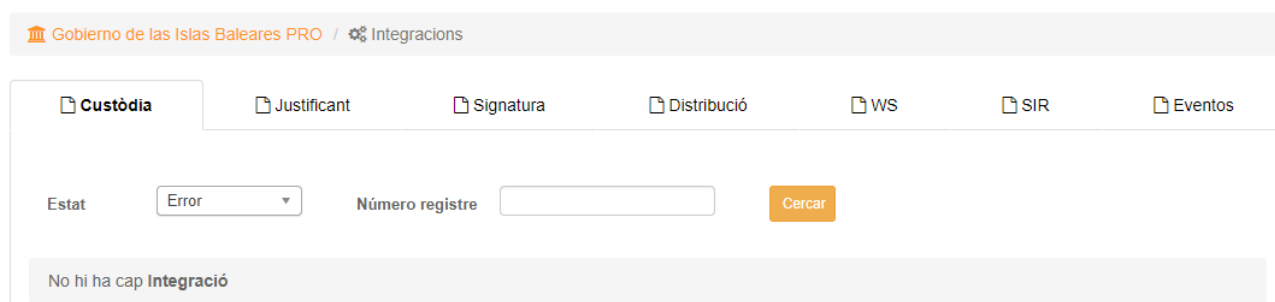 Gobierno de las Islas Baleares PRO / Integracions
Custòdia Justificant Signatura Distribució WS SIR Eventos
Estat Error Número registre Cercar
No hi ha cap Integració